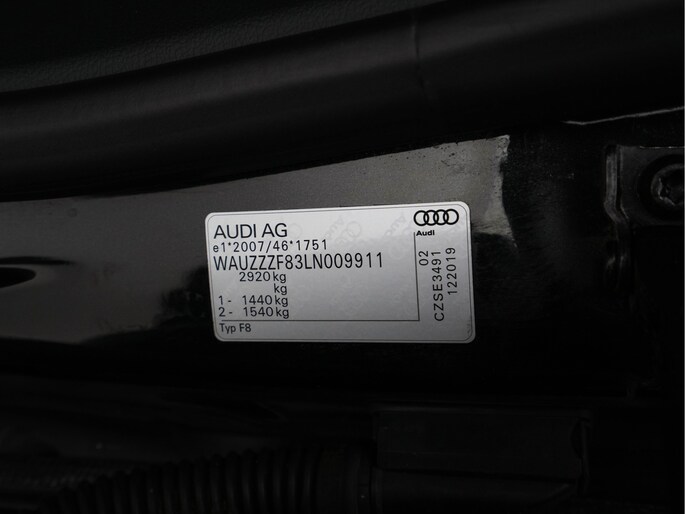 AUDI AG
e1*2007/46*1751
WAUZZZF83LN009911
2920 kg
kg
1 - 1440 kg
2 - 1540 kg
Typ F8
Audi
02
CZSE3491
122019